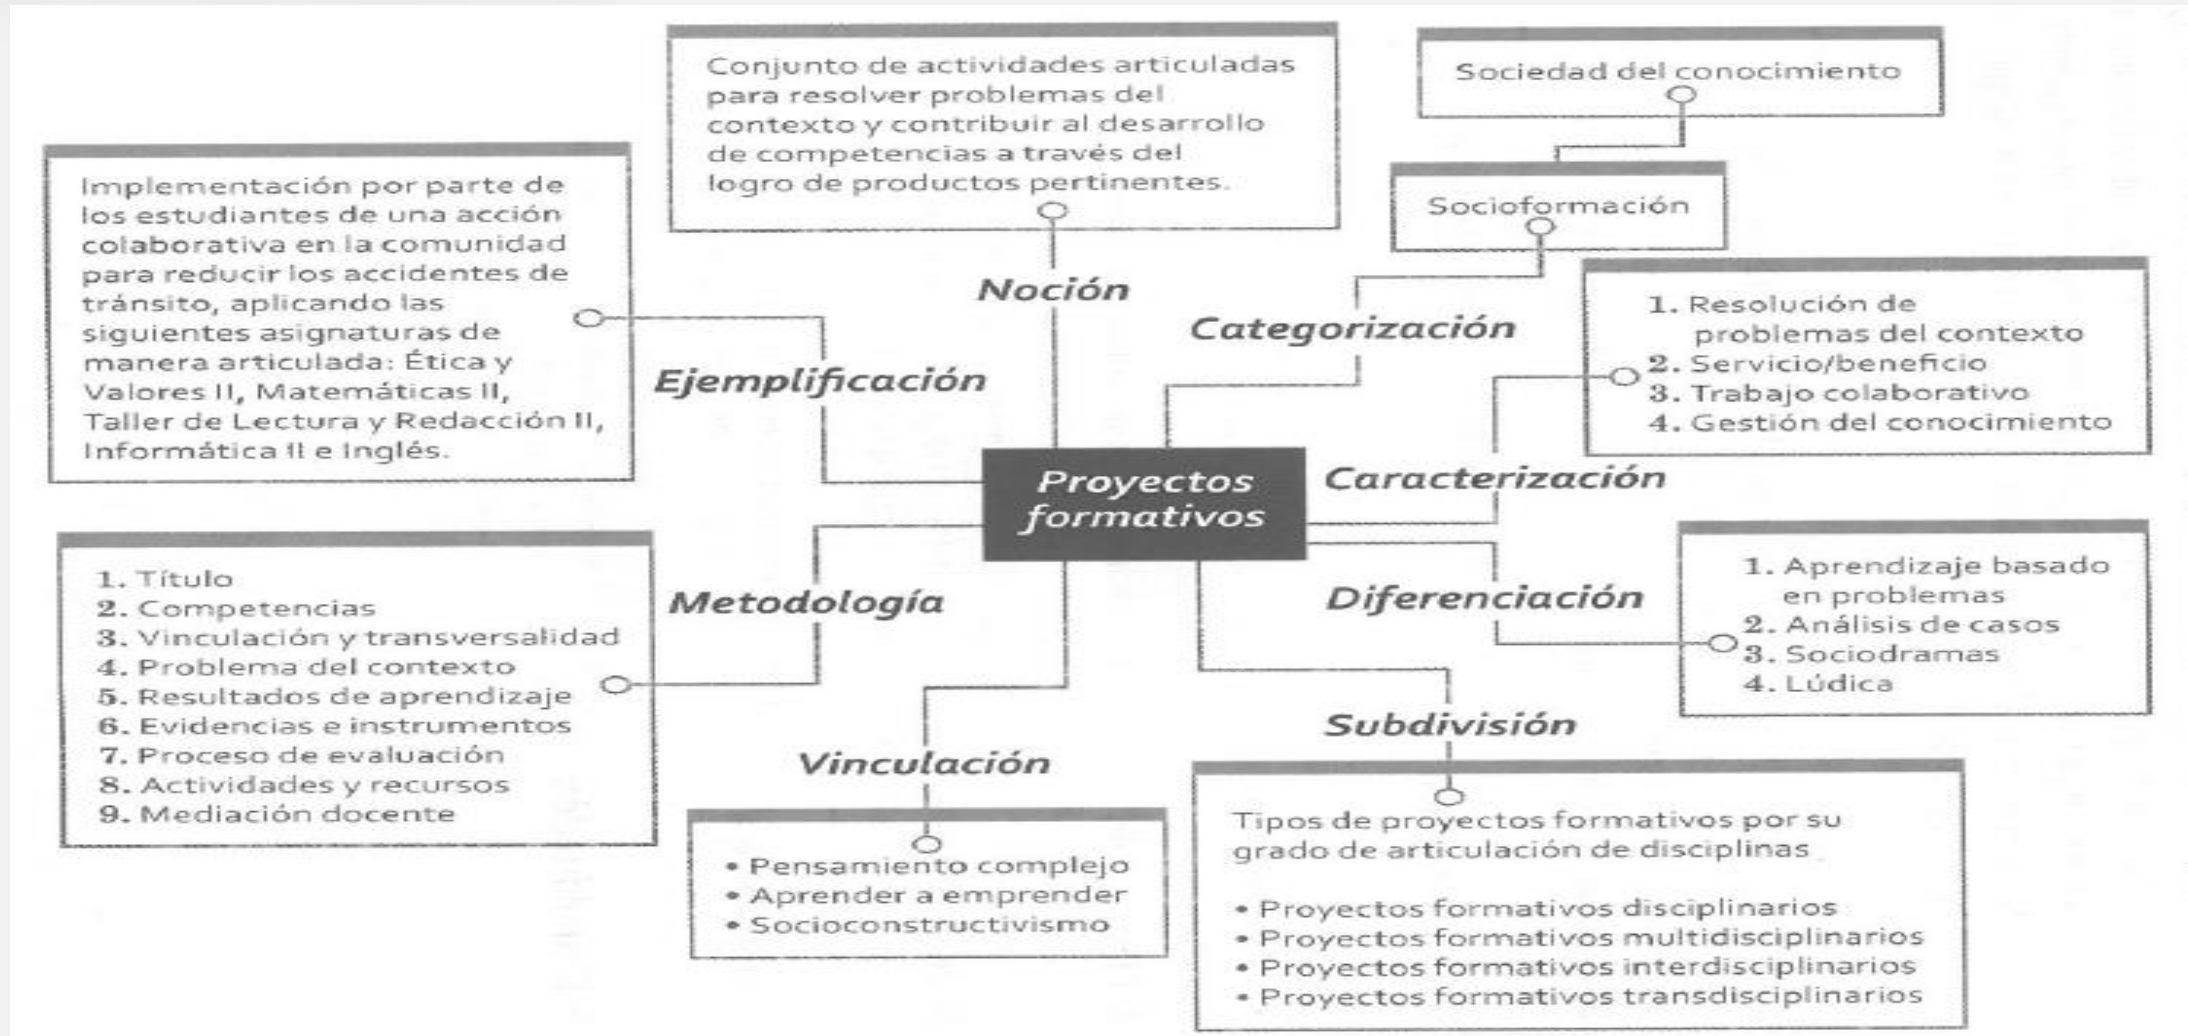 Conjunto de actividades articuladas
para resolver problemas del
contexto y contribuir al desarrollo
de competencias a través del
logro de productos pertinentes.
Noción
Sociedad del conocimiento
Socioformación
Categorización
1. Resolución de
problemas del contexto
2. Servicio/beneficio
3. Trabajo colaborativo
4. Gestión del conocimiento
Caracterización
Implementación por parte de
los estudiantes de una acción
colaborativa en la comunidad
para reducir los accidentes de
tránsito, aplicando las
siguientes asignaturas de
manera articulada: Ética y
Valores II, Matemáticas II,
Taller de Lectura y Redacción II,
Informática II e Inglés.
Ejemplificación
Proyectos
formativos
1. Título
2. Competencias
3. Vinculación y transversalidad
4. Problema del contexto
5. Resultados de aprendizaje
6. Evidencias e instrumentos
7. Proceso de evaluación
8. Actividades y recursos
9. Mediación docente
Metodología
Diferenciación
1. Aprendizaje basado
en problemas
2. Análisis de casos
3. Sociodramas
4. Lúdica
Vinculación
• Pensamiento complejo
• Aprender a emprender
• Socioconstructivismo
Subdivisión
Tipos de proyectos formativos por su
grado de articulación de disciplinas
• Proyectos formativos disciplinarios
• Proyectos formativos multidisciplinarios
• Proyectos formativos interdisciplinarios
• Proyectos formativos transdisciplinarios